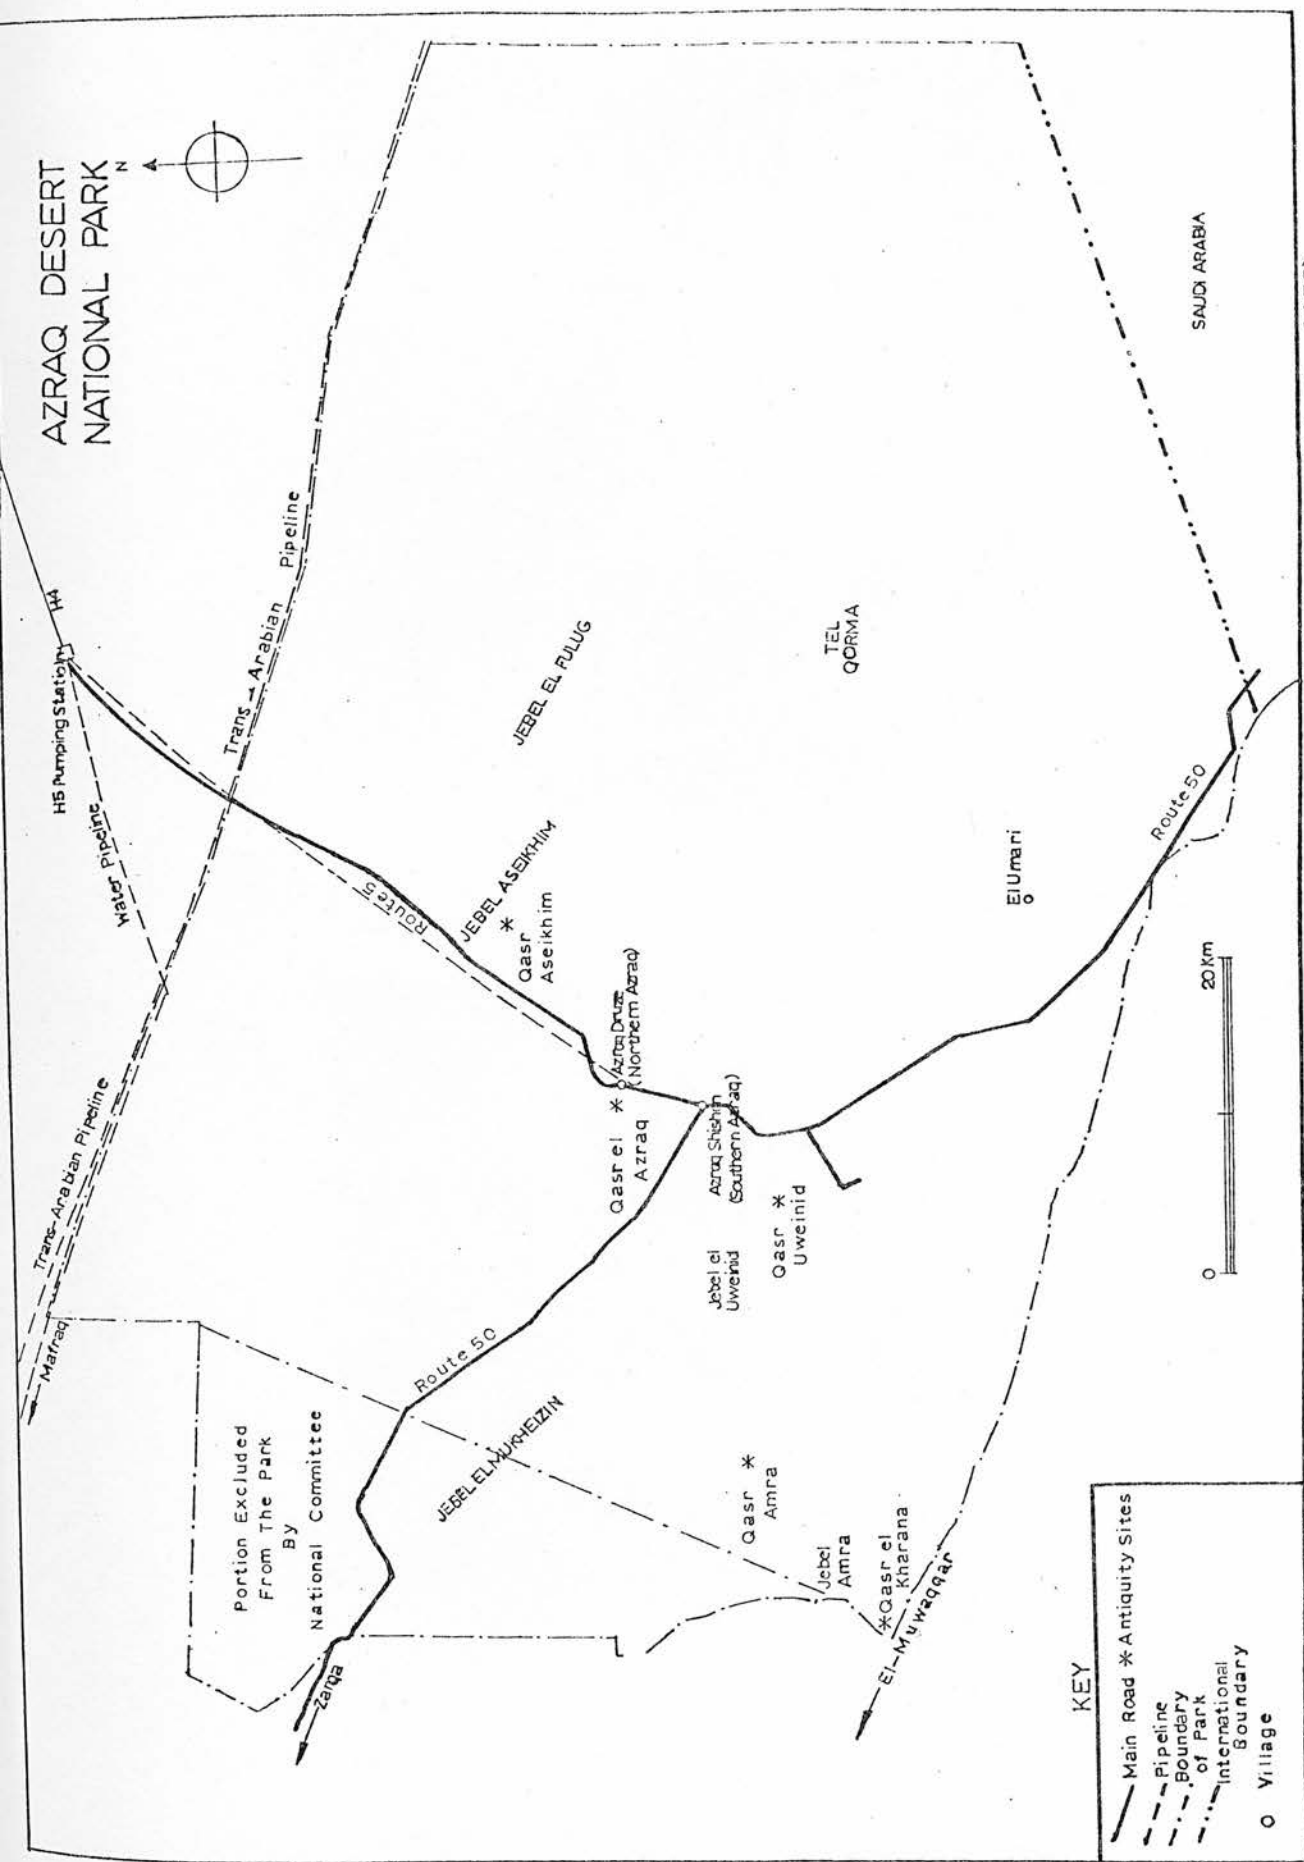 AZRAQ DESERT
NATIONAL PARK
N
Mafraq
Trans-Arabian Pipeline
Water Pipeline
H5 Pumping Station
H4
Trans-Arabian Pipeline
Portion Excluded
From The Park
By
National Committee
Zarqa
Route 50
JEBEL EL MUKHEIZIN
Route 5
JEBEL ASEIKHIM
Qasr *
Aseikhim
JEBEL EL FULUG
Qasr el *
Azraq
Azraq Druze
(Northern Azraq)
Azraq Shishan
(Southern Azraq)
Jebel el
Uweinid
Qasr *
Uweinid
Qasr *
Amra
Jebel
Amra
*Qasr el
Kharana
El-Muwaqqar
TEL
QORMA
El Umari
Route 50
SAUDI ARABIA
0 20Km
KEY
Main Road * Antiquity Sites
Pipeline
Boundary
of Park
International
Boundary
O Village